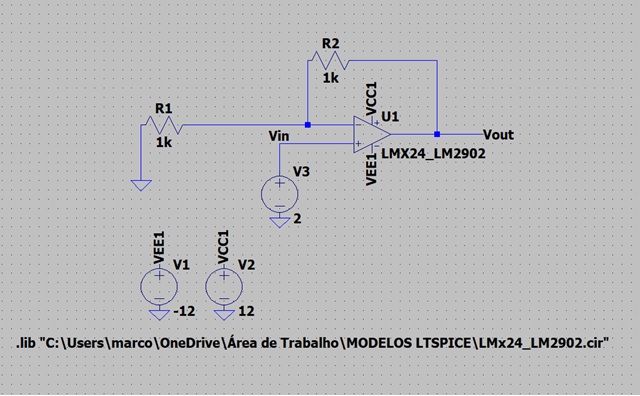 R2
1k
VCC1
U1
R1
1k
Vin
Vout
LMX24_LM2902
VEE1
V3
2
VEE1
V1
-12
VCC1
V2
12
.lib "C:\Users\marco\OneDrive\Área de Trabalho\MODELOS LTSPICE\LMx24_LM2902.cir"